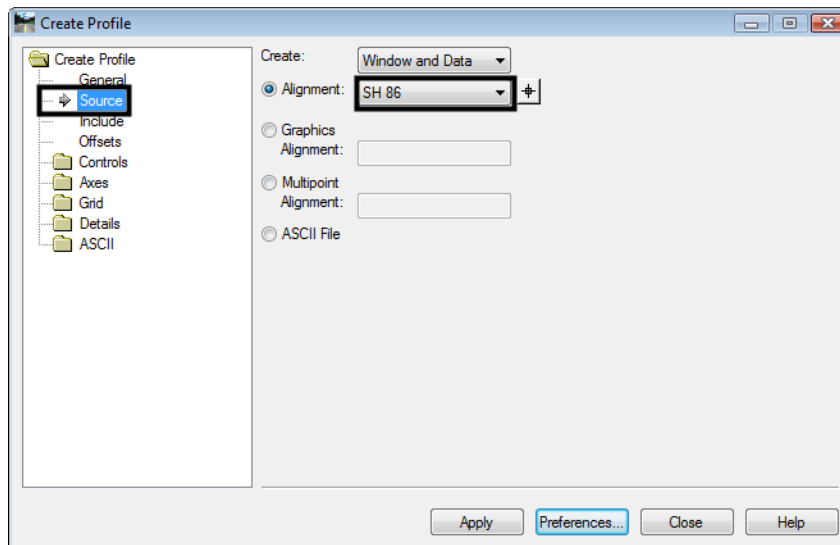 Create Profile
Create Profile
General
Source
Include
Offsets
Controls
Axes
Grid
Details
ASCII
Create: Window and Data
Alignment: SH 86
Graphics
Alignment:
Multipoint
Alignment:
ASCII File
Apply Preferences... Close Help